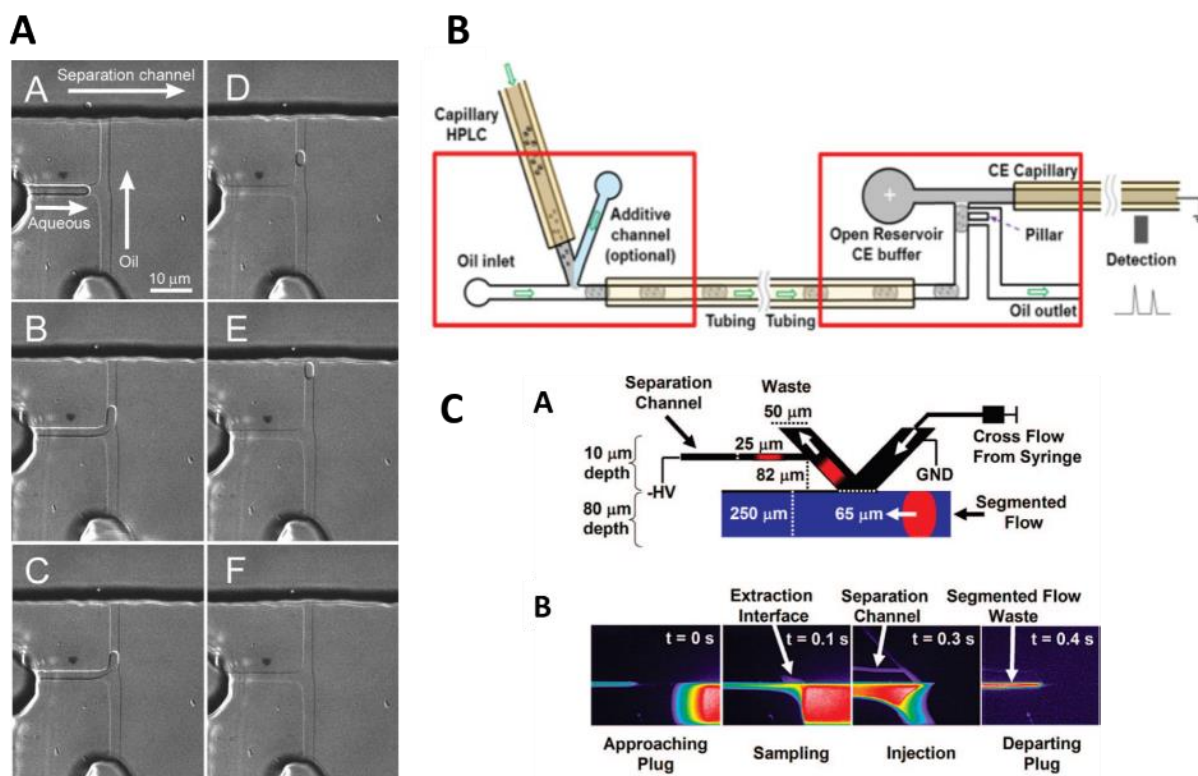 A
A
Separation channel
Aqueous
Oil
10 µm
D
B
E
C
F
B
Capillary
HPLC
Oil inlet
Additive
channel
(optional)
Tubing
Tubing
+
Open Reservoir
CE buffer
CE Capillary
Pillar
Oil outlet
Detection
C
A
Separation
Channel
Waste
50 µm
25 µm
10 µm
depth
82 µm
-HV
80 µm
depth
250 µm
65 µm
GND
Cross Flow
From Syringe
Segmented
Flow
B
Extraction
Interface
Separation
Channel
Segmented Flow
Waste
t = 0 s
t = 0.1 s
t = 0.3 s
t = 0.4 s
Approaching
Plug
Sampling
Injection
Departing
Plug